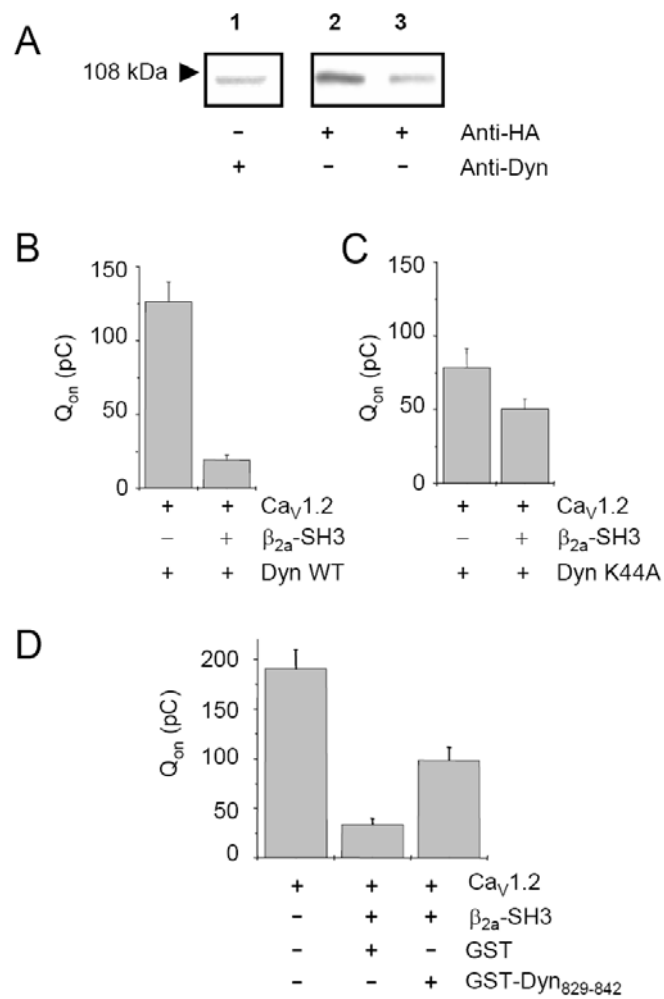 A
1 2 3
108 kDa
– + + Anti-HA
+ – – Anti-Dyn
B
150
100
50
0
Qon (pC)
+ + CaV1.2
– + β2a-SH3
+ + Dyn WT
C
150
100
50
0
Qon (pC)
+ + CaV1.2
– + β2a-SH3
+ + Dyn K44A
D
200
150
100
50
0
Qon (pC)
+ + + CaV1.2
– + + β2a-SH3
– + – GST
– – + GST-Dyn829-842